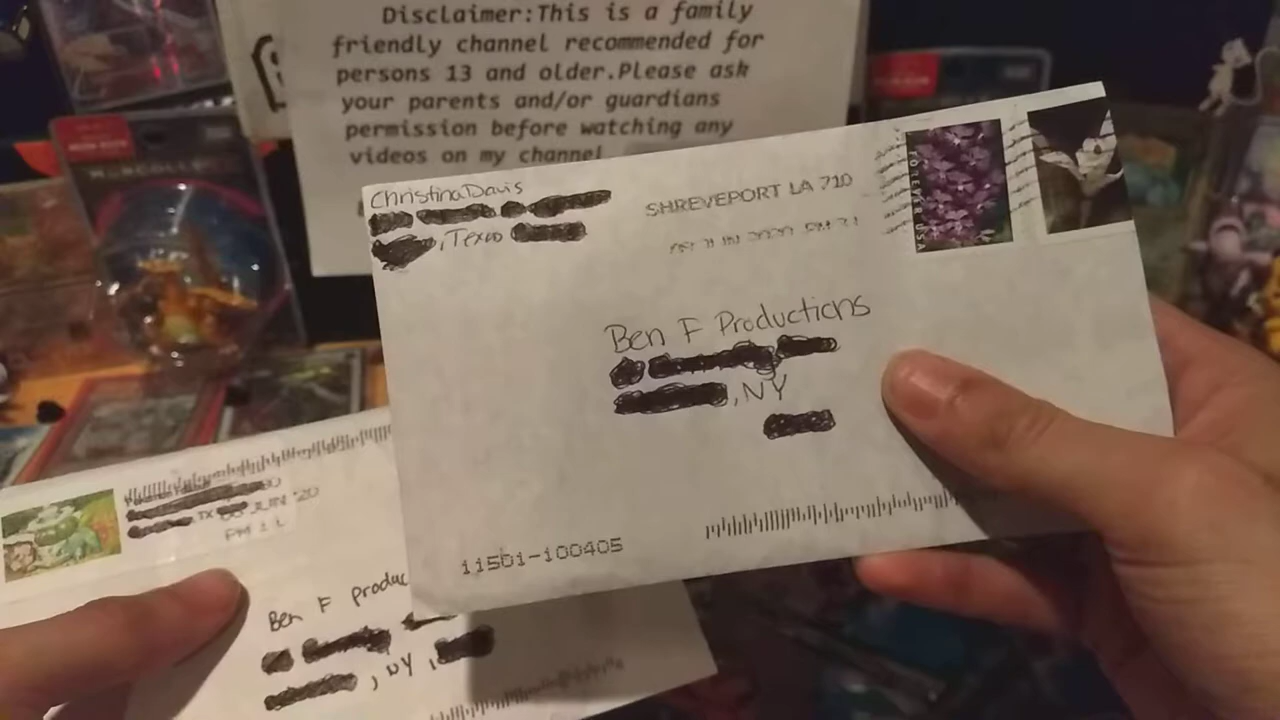 Disclaimer:This is a family
friendly channel recommended for
persons 13 and older.Please ask
your parents and/or guardians
permission before watching any
videos on my channel
Christina Davis
,Texas
SHREVEPORT LA 710
FOREVER USA
Ben F Productions
,NY
11501-100405
TX JUN '20
PM 1 L
Ben F produc
, NY ,